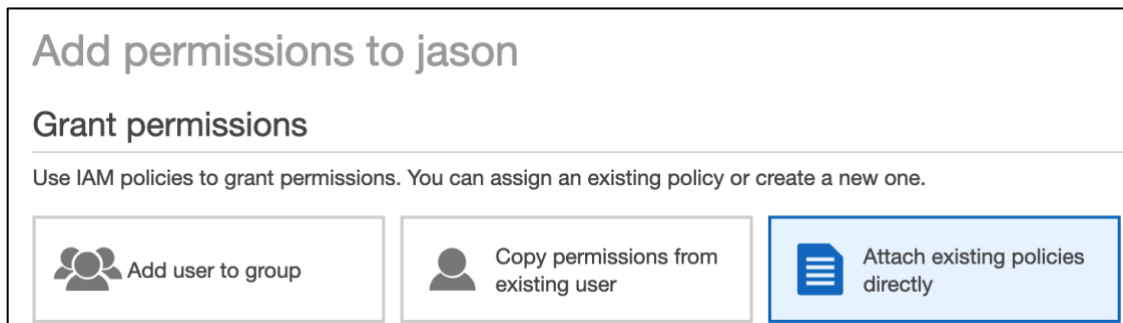 Add permissions to jason
Grant permissions
Use IAM policies to grant permissions. You can assign an existing policy or create a new one.
Add user to group
Copy permissions from
existing user
Attach existing policies
directly